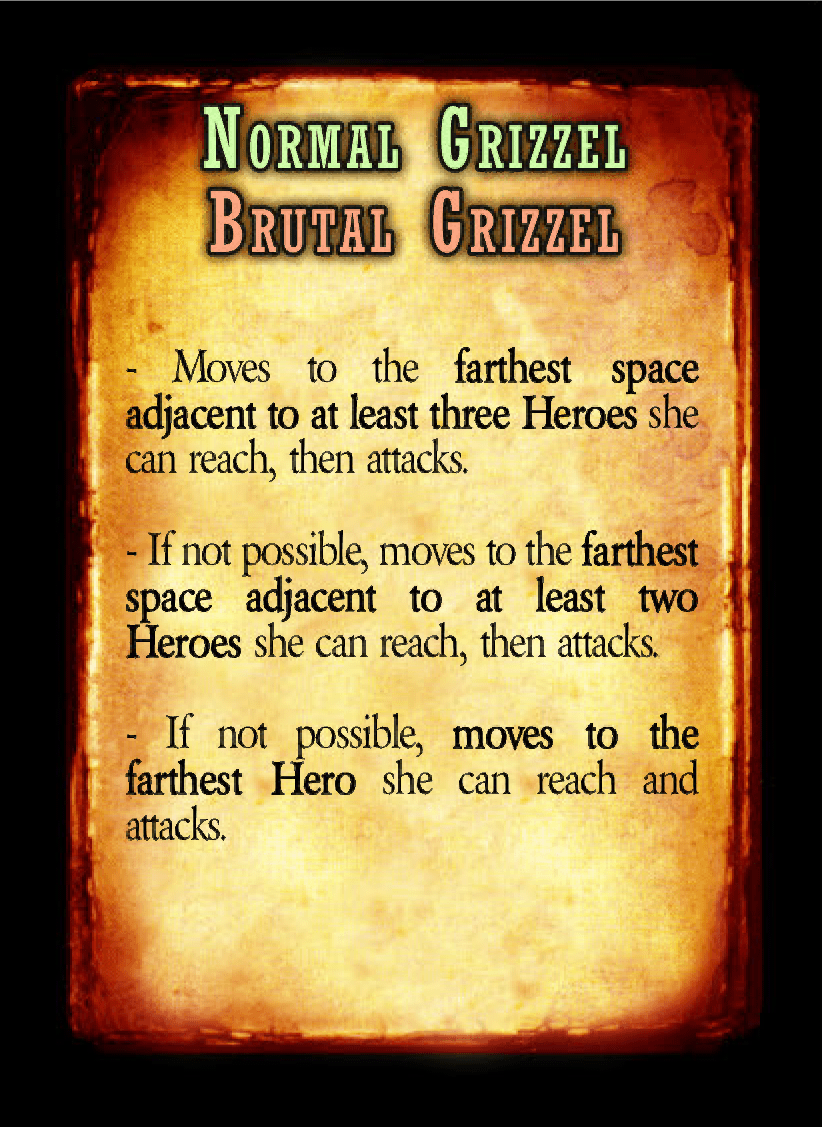 Normal Grizzel
Brutal Grizzel
- Moves to the farthest space
adjacent to at least three Heroes she
can reach, then attacks.
- If not possible, moves to the farthest
space adjacent to at least two
Heroes she can reach, then attacks.
- If not possible, moves to the
farthest Hero she can reach and
attacks.